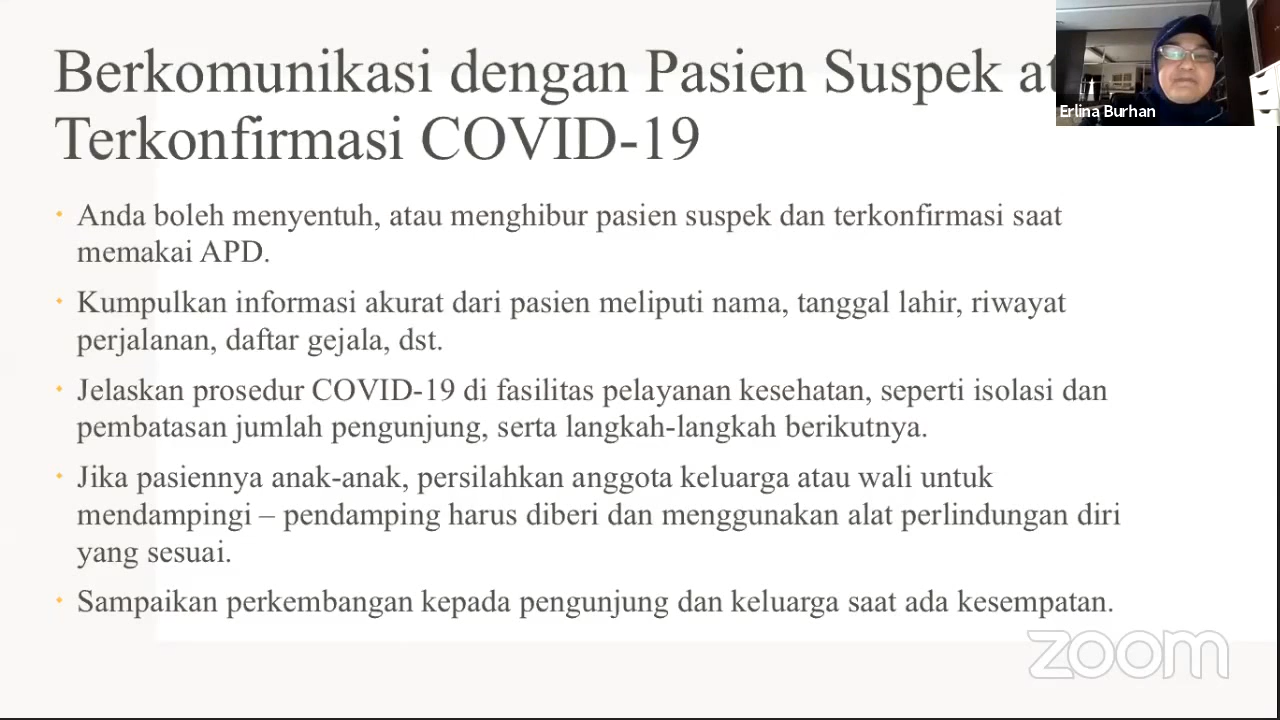 Berkomunikasi dengan Pasien Suspek
Terkonfirmasi COVID-19
Erlina Burhan
Anda boleh menyentuh, atau menghibur pasien suspek dan terkonfirmasi saat
memakai APD.
Kumpulkan informasi akurat dari pasien meliputi nama, tanggal lahir, riwayat
perjalanan, daftar gejala, dst.
Jelaskan prosedur COVID-19 di fasilitas pelayanan kesehatan, seperti isolasi dan
pembatasan jumlah pengunjung, serta langkah-langkah berikutnya.
Jika pasiennya anak-anak, persilahkan anggota keluarga atau wali untuk
mendampingi – pendamping harus diberi dan menggunakan alat perlindungan diri
yang sesuai.
Sampaikan perkembangan kepada pengunjung dan keluarga saat ada kesempatan.
zoom